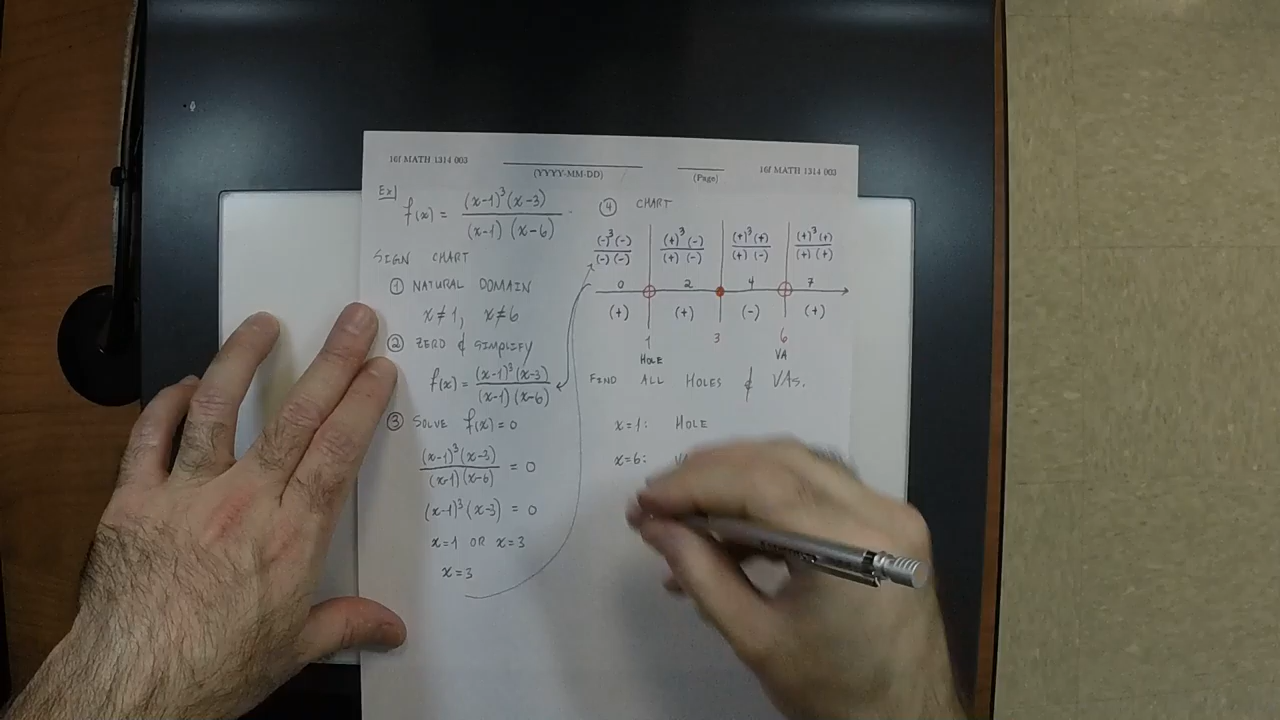 16f MATH 1314 003
(YYYY-MM-DD)
(Page)
16f MATH 1314 003
Ex1
f(x) = (x-1)³(x-3) / (x-1)(x-6)
SIGN CHART
① NATURAL DOMAIN
x≠1, x≠6
② ZERO & SIMPLIFY
f(x) = (x-1)³(x-3) / (x-1)(x-6)
③ SOLVE f(x)=0
(x-1)³(x-3) / (x-1)(x-6) = 0
(x-1)³(x-3) = 0
x=1 OR x=3
x=3
④ CHART
(-)³(-) / (-)(-) (+)³(-) / (+)(-) (+)³(+) / (+)(-) (+)³(+) / (+)(+)
0 2 4 7
(+) (+) (-) (+)
1 3 6
HOLE VA
FIND ALL HOLES & VAs.
x=1: HOLE
x=6: